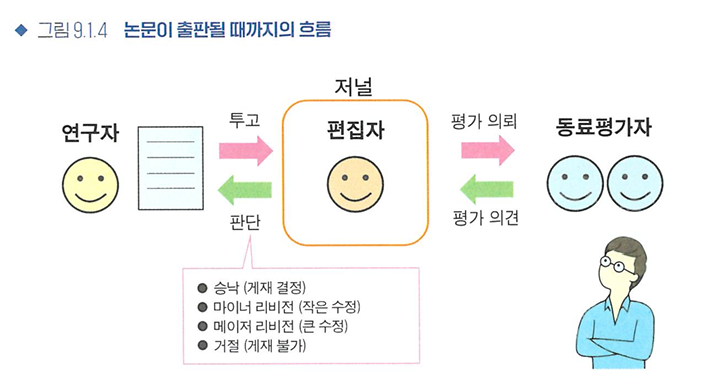 ◆ 그림 9.1.4 논문이 출판될 때까지의 흐름
저널
연구자
투고
편집자
평가 의뢰
동료평가자
판단
평가 의견
● 승낙 (게재 결정)
● 마이너 리비전 (작은 수정)
● 메이저 리비전 (큰 수정)
● 거절 (게재 불가)